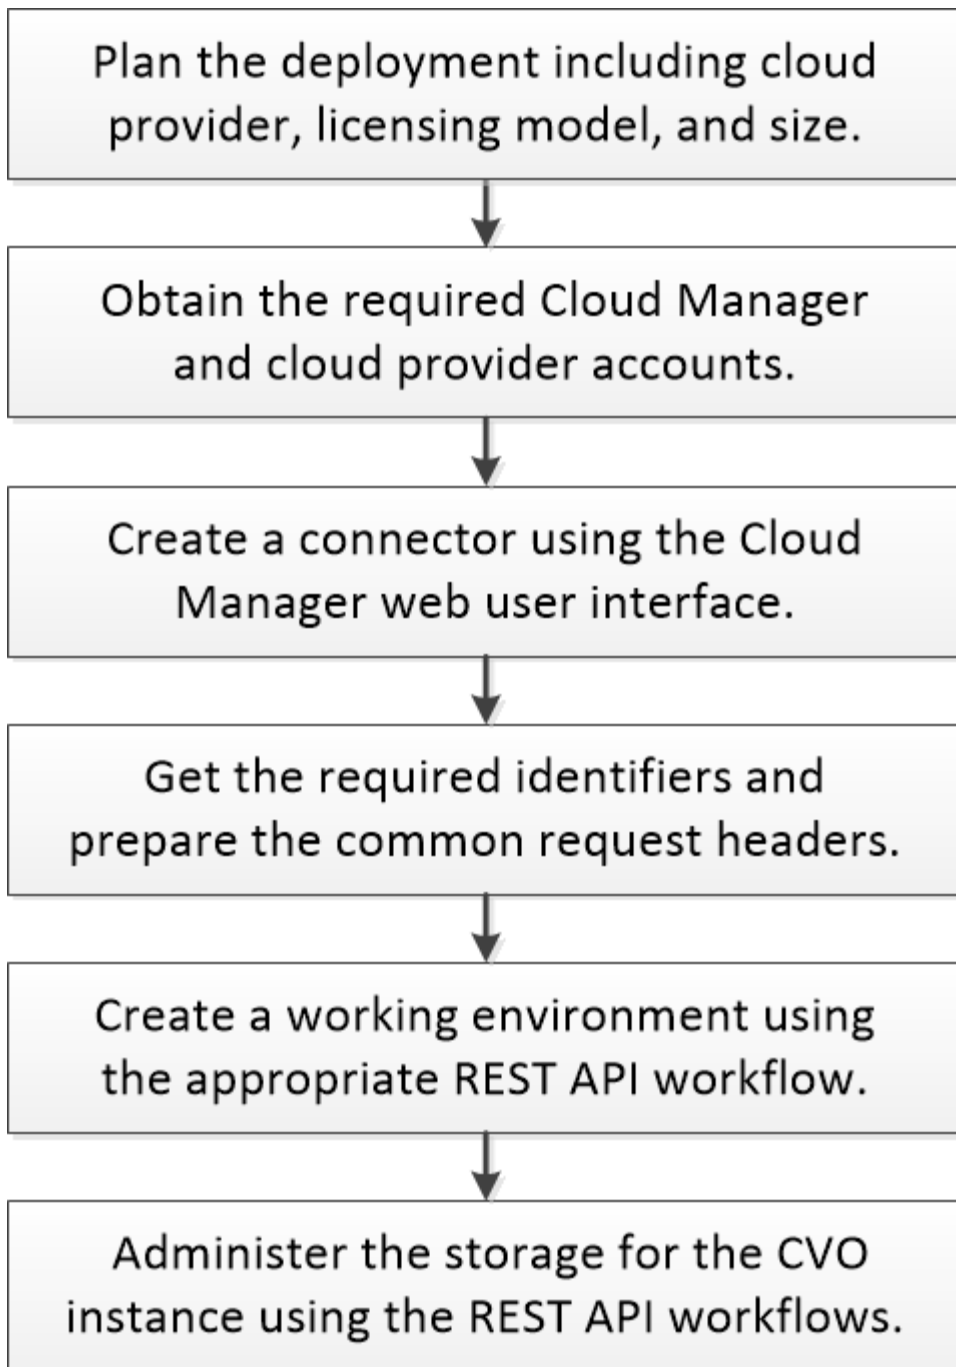 Plan the deployment including cloud
provider, licensing model, and size.
Obtain the required Cloud Manager
and cloud provider accounts.
Create a connector using the Cloud
Manager web user interface.
Get the required identifiers and
prepare the common request headers.
Create a working environment using
the appropriate REST API workflow.
Administer the storage for the CVO
instance using the REST API workflows.